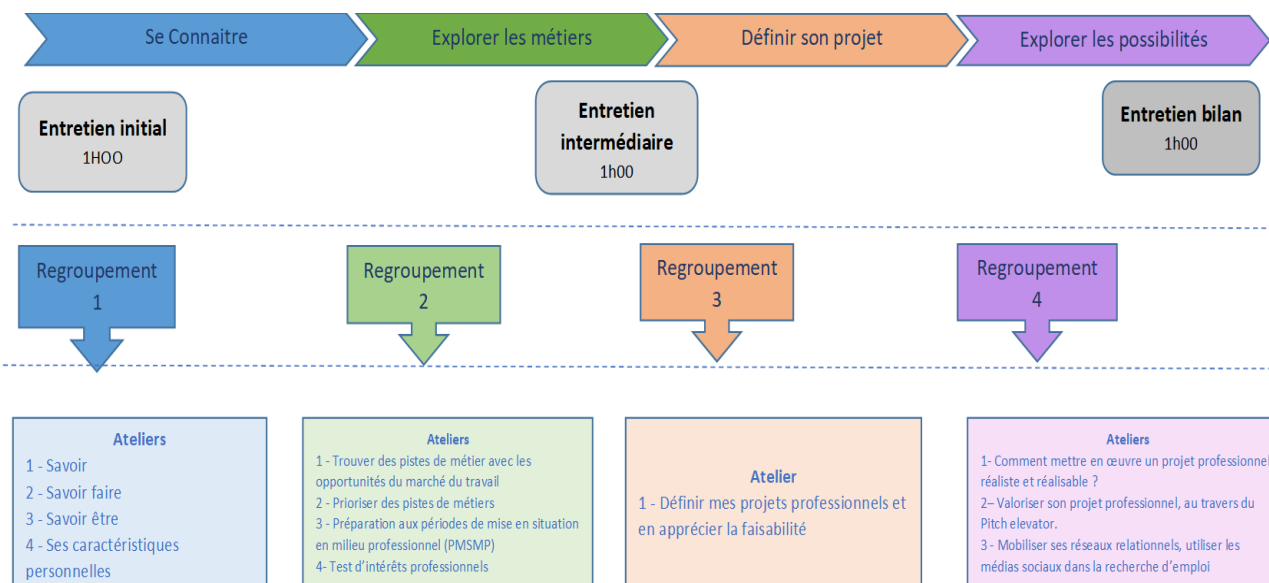 Se Connaitre
Explorer les métiers
Définir son projet
Explorer les possibilités
Entretien initial
1HOO
Entretien
intermédiaire
1h00
Entretien bilan
1h00
Regroupement
1
Regroupement
2
Regroupement
3
Regroupement
4
Ateliers
1 - Savoir
2 - Savoir faire
3 - Savoir être
4 - Ses caractéristiques
personnelles
Ateliers
1 - Trouver des pistes de métier avec les
opportunités du marché du travail
2 - Prioriser des pistes de métiers
3 - Préparation aux périodes de mise en situation
en milieu professionnel (PMSMP)
4- Test d'intérêts professionnels
Atelier
1 - Définir mes projets professionnels et
en apprécier la faisabilité
Ateliers
1- Comment mettre en œuvre un projet professionnel
réaliste et réalisable ?
2– Valoriser son projet professionnel, au travers du
Pitch elevator.
3 - Mobiliser ses réseaux relationnels, utiliser les
médias sociaux dans la recherche d'emploi